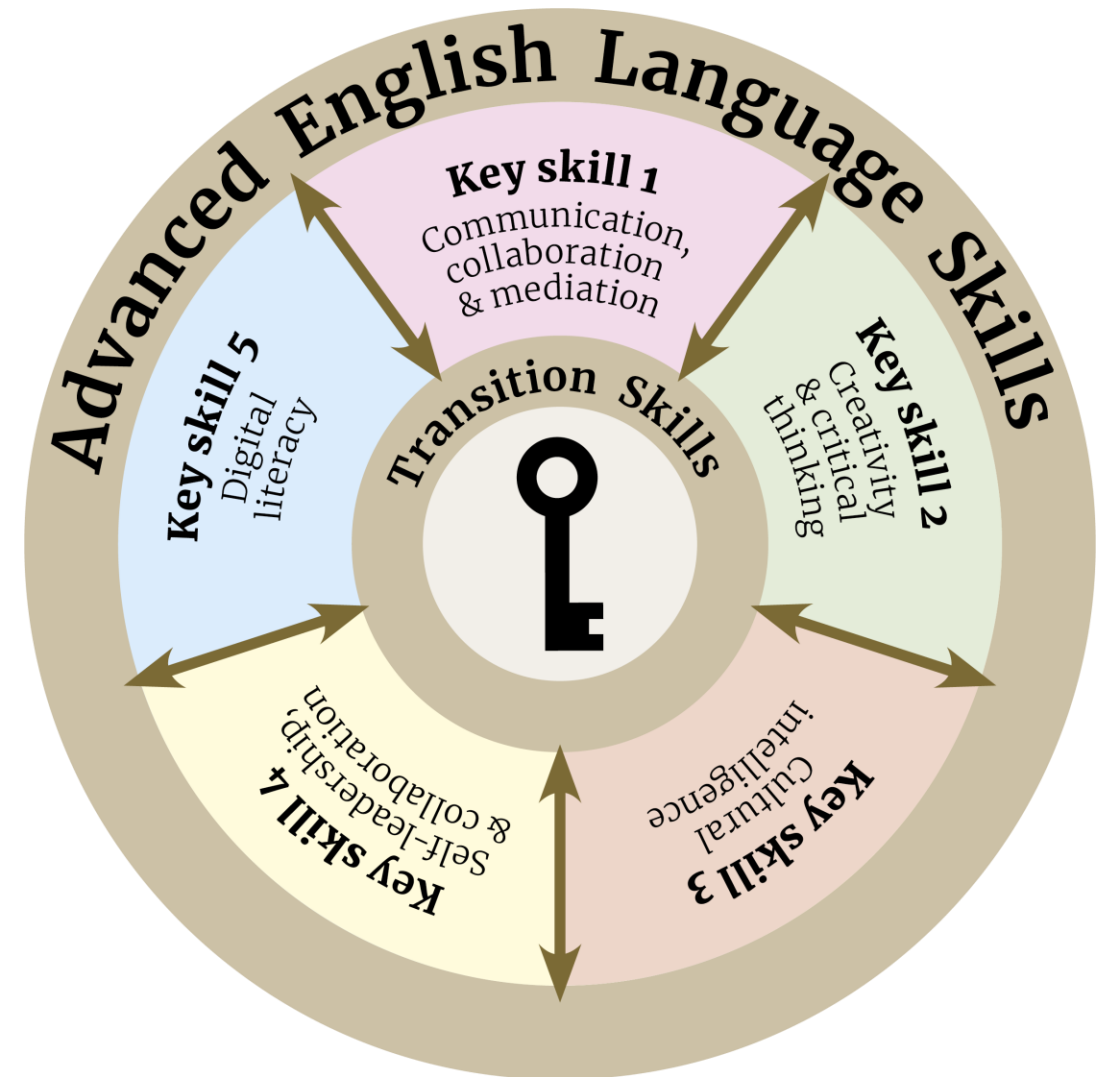 Advanced English Language Skills
Key skill 1
Communication,
collaboration
& mediation
Key skill 2
Creativity
& critical
thinking
Key skill 3
Cultural
intelligence
Key skill 4
Self-leadership,
& collaboration
Key skill 5
Digital
literacy
Transition Skills